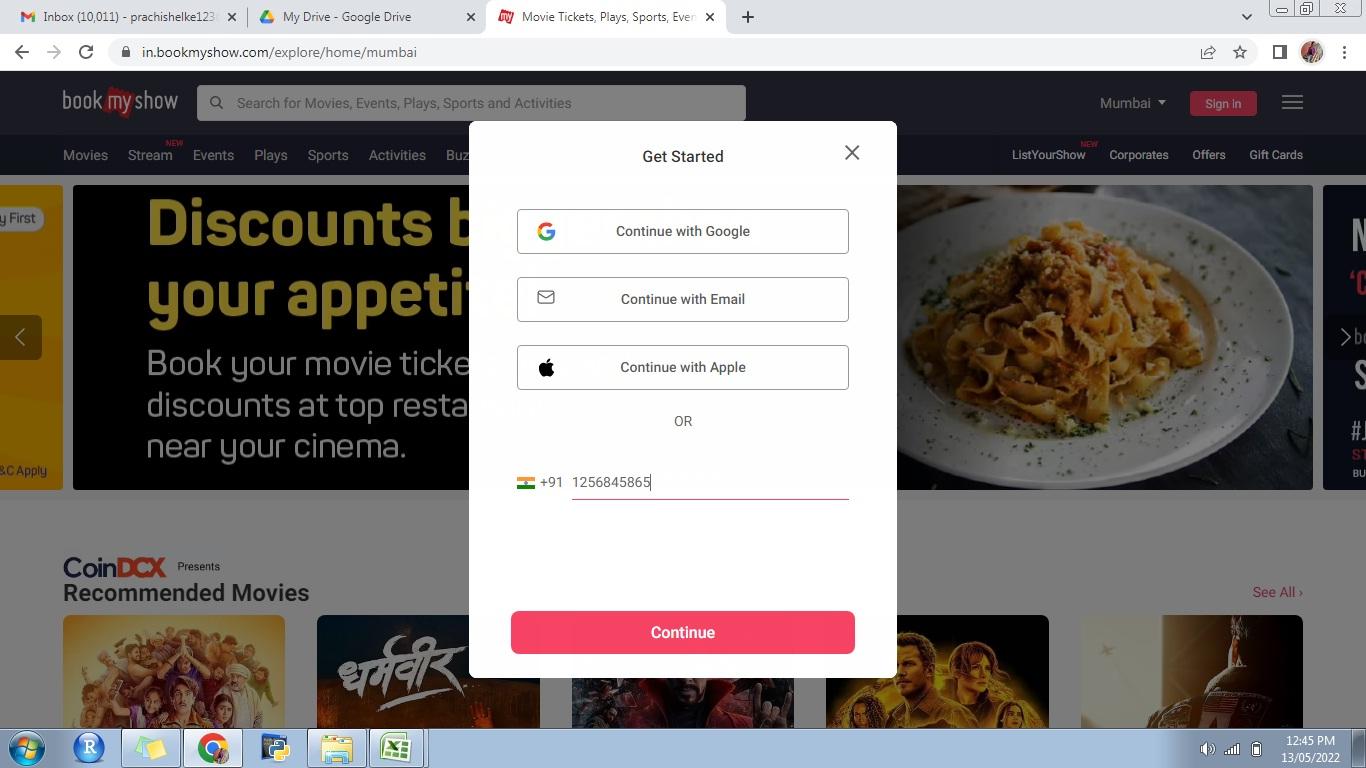 Inbox (10,011) - prachishelke123
My Drive - Google Drive
Movie Tickets, Plays, Sports, Even
in.bookmyshow.com/explore/home/mumbai
book my show
Search for Movies, Events, Plays, Sports and Activities
Mumbai
Sign in
Movies
Stream
NEW
Events
Plays
Sports
Activities
Buz
ListYourShow
NEW
Corporates
Offers
Gift Cards
Get Started
Continue with Google
Continue with Email
Continue with Apple
OR
+91 1256845865
Continue
y First
&C Apply
Discounts b
your appeti
Book your movie ticke
discounts at top resta
near your cinema.
CoinDCX Presents
Recommended Movies
See All ›
धर्मवीर
12:45 PM
13/05/2022